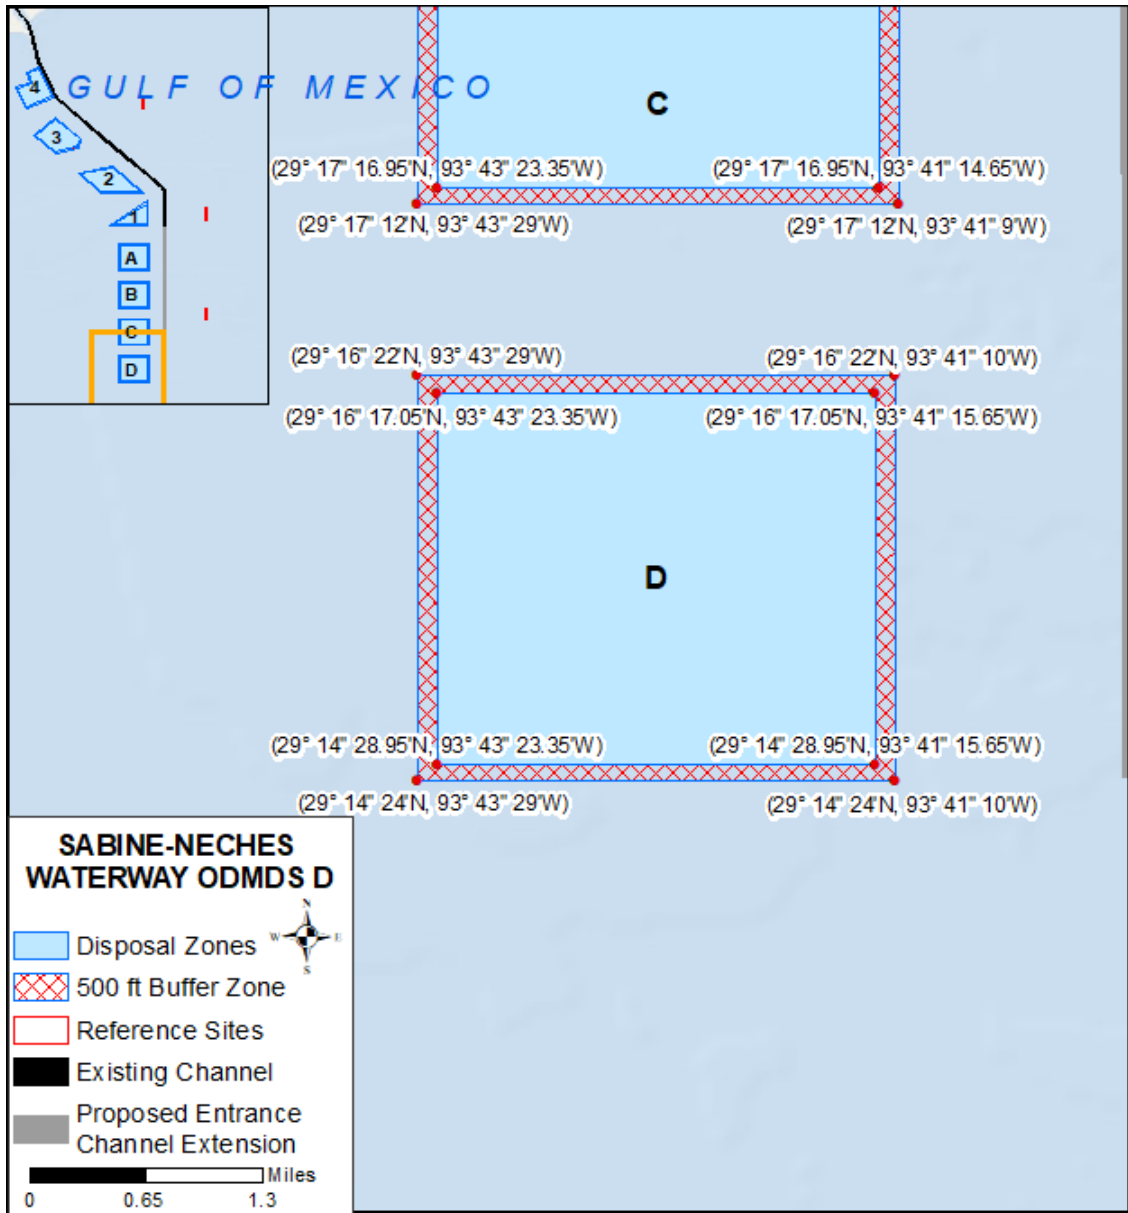 GULF OF MEXICO
4
3
2
1
A
B
C
D
C
(29° 17" 16.95'N, 93° 43" 23.35'W)
(29° 17" 16.95'N, 93° 41" 14.65'W)
(29° 17" 12'N, 93° 43" 29'W)
(29° 17" 12'N, 93° 41" 9'W)
(29° 16" 22'N, 93° 43" 29'W)
(29° 16" 22'N, 93° 41" 10'W)
(29° 16" 17.05'N, 93° 43" 23.35'W)
(29° 16" 17.05'N, 93° 41" 15.65'W)
D
(29° 14" 28.95'N, 93° 43" 23.35'W)
(29° 14" 28.95'N, 93° 41" 15.65'W)
(29° 14" 24'N, 93° 43" 29'W)
(29° 14" 24'N, 93° 41" 10'W)
SABINE-NECHES
WATERWAY ODMDS D
N
W E
S
Disposal Zones
500 ft Buffer Zone
Reference Sites
Existing Channel
Proposed Entrance
Channel Extension
Miles
0 0.65 1.3